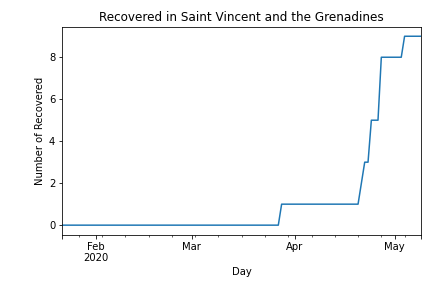 Recovered in Saint Vincent and the Grenadines
8
6
4
2
0
Number of Recovered
Feb
2020
Mar
Apr
May
Day